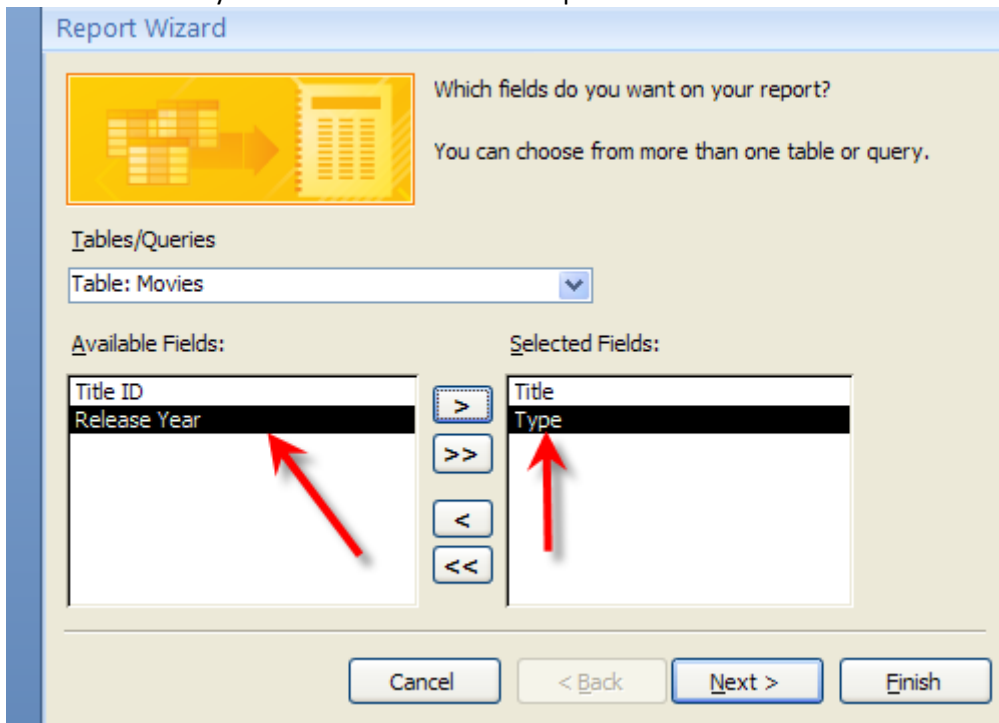 Report Wizard
Which fields do you want on your report?
You can choose from more than one table or query.
Tables/Queries
Table: Movies
Available Fields:
Selected Fields:
Title ID
Release Year
>
>>
<
<<
Title
Type
Cancel
< Back
Next >
Finish